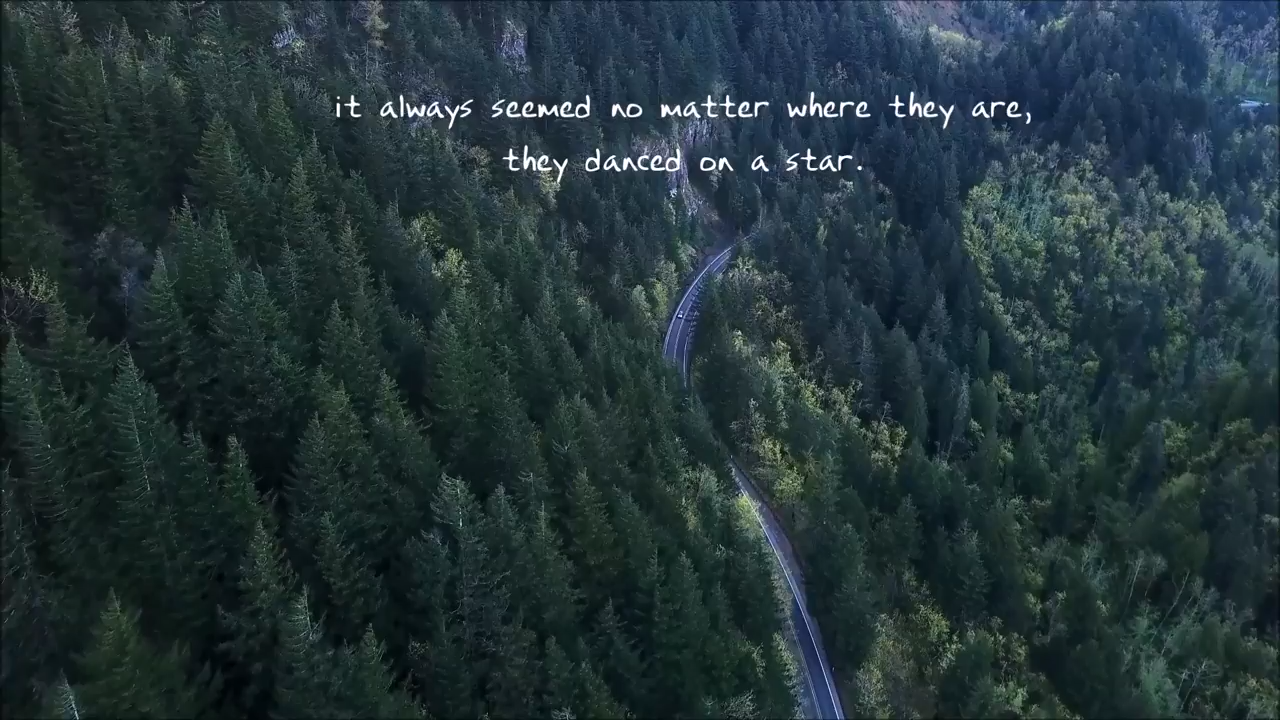 it always seemed no matter where they are,
they danced on a star.